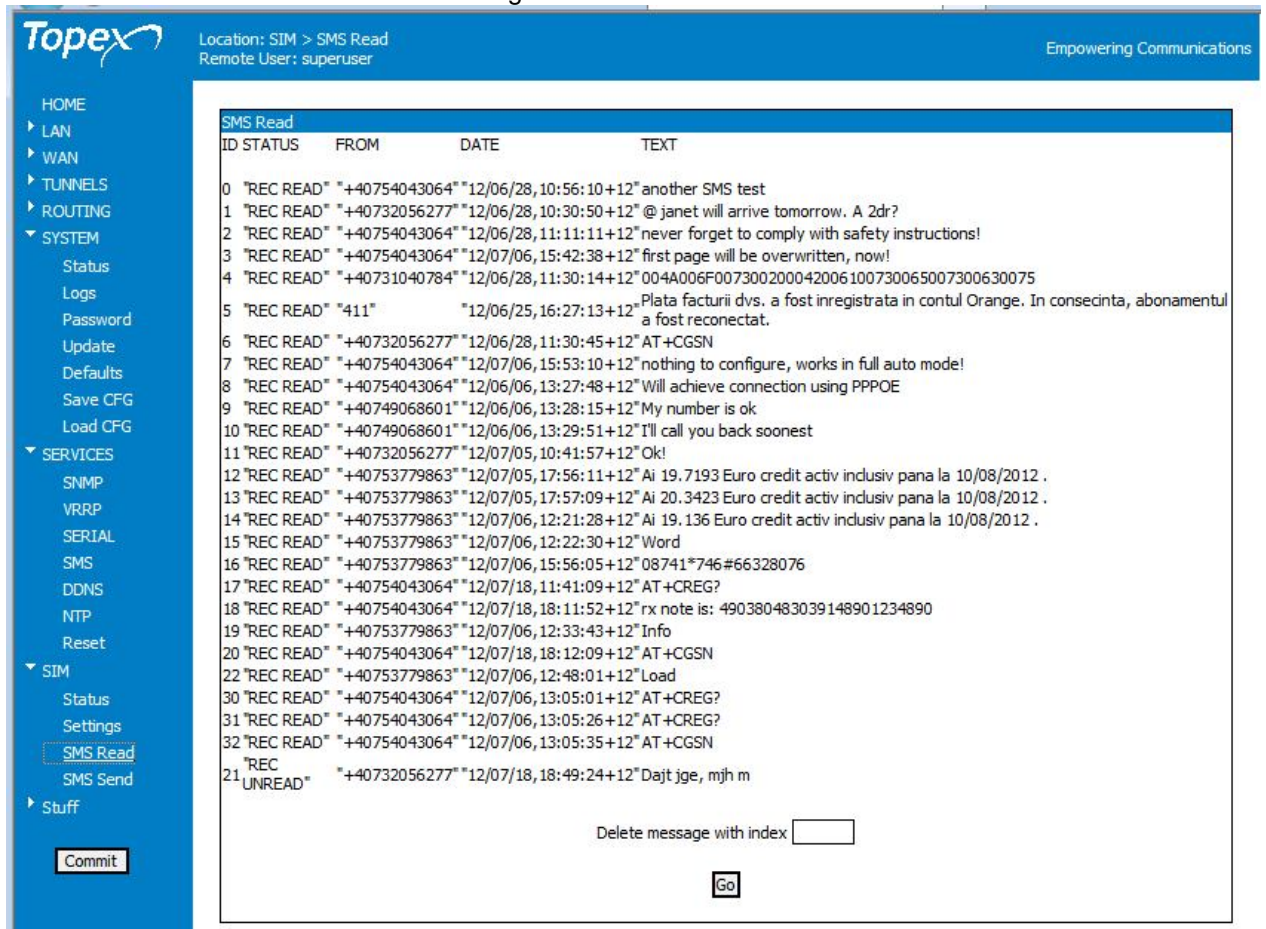 Topex
Location: SIM > SMS Read
Remote User: superuser
Empowering Communications
HOME
LAN
WAN
TUNNELS
ROUTING
SYSTEM
Status
Logs
Password
Update
Defaults
Save CFG
Load CFG
SERVICES
SNMP
VRRP
SERIAL
SMS
DDNS
NTP
Reset
SIM
Status
Settings
SMS Read
SMS Send
Stuff
Commit
SMS Read
ID STATUS FROM DATE TEXT
0 "REC READ" "+40754043064" "12/06/28,10:56:10+12" another SMS test
1 "REC READ" "+40732056277" "12/06/28,10:30:50+12" @ janet will arrive tomorrow. A 2dr?
2 "REC READ" "+40754043064" "12/06/28,11:11:11+12" never forget to comply with safety instructions!
3 "REC READ" "+40754043064" "12/07/06,15:42:38+12" first page will be overwritten, now!
4 "REC READ" "+40731040784" "12/06/28,11:30:14+12" 004A006F007300200042006100730065007300630075
5 "REC READ" "411" "12/06/25,16:27:13+12" Plata facturii dvs. a fost inregistrata in contul Orange. In consecinta, abonamentul
a fost reconectat.
6 "REC READ" "+40732056277" "12/06/28,11:30:45+12" AT+CGSN
7 "REC READ" "+40754043064" "12/07/06,15:53:10+12" nothing to configure, works in full auto mode!
8 "REC READ" "+40754043064" "12/06/06,13:27:48+12" Will achieve connection using PPPOE
9 "REC READ" "+40749068601" "12/06/06,13:28:15+12" My number is ok
10 "REC READ" "+40749068601" "12/06/06,13:29:51+12" I'll call you back soonest
11 "REC READ" "+40732056277" "12/07/05,10:41:57+12" Ok!
12 "REC READ" "+40753779863" "12/07/05,17:56:11+12" Ai 19.7193 Euro credit activ inclusiv pana la 10/08/2012 .
13 "REC READ" "+40753779863" "12/07/05,17:57:09+12" Ai 20.3423 Euro credit activ inclusiv pana la 10/08/2012 .
14 "REC READ" "+40753779863" "12/07/06,12:21:28+12" Ai 19.136 Euro credit activ inclusiv pana la 10/08/2012 .
15 "REC READ" "+40753779863" "12/07/06,12:22:30+12" Word
16 "REC READ" "+40753779863" "12/07/06,15:56:05+12" 08741*746#66328076
17 "REC READ" "+40754043064" "12/07/18,11:41:09+12" AT+CREG?
18 "REC READ" "+40754043064" "12/07/18,18:11:52+12" rx note is: 490380483039148901234890
19 "REC READ" "+40753779863" "12/07/06,12:33:43+12" Info
20 "REC READ" "+40754043064" "12/07/18,18:12:09+12" AT+CGSN
22 "REC READ" "+40753779863" "12/07/06,12:48:01+12" Load
30 "REC READ" "+40754043064" "12/07/06,13:05:01+12" AT+CREG?
31 "REC READ" "+40754043064" "12/07/06,13:05:26+12" AT+CREG?
32 "REC READ" "+40754043064" "12/07/06,13:05:35+12" AT+CGSN
21 "REC UNREAD" "+40732056277" "12/07/18,18:49:24+12" Dajt jge, mjh m
Delete message with index
Go